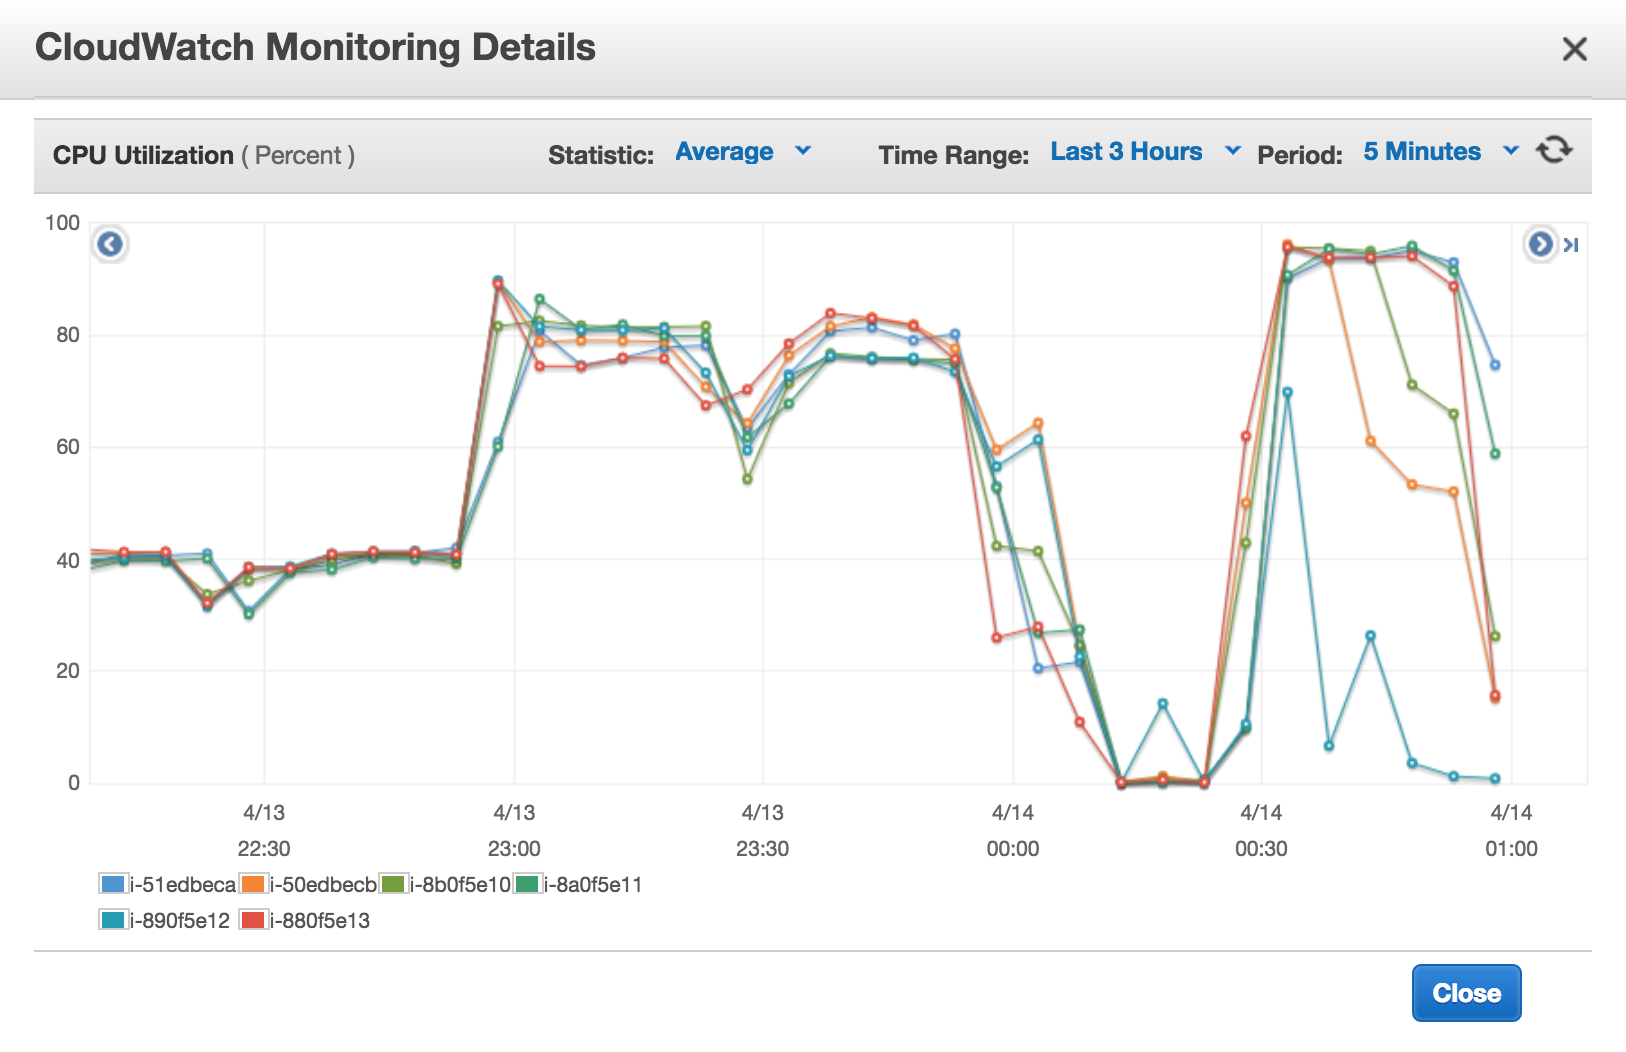 CloudWatch Monitoring Details
CPU Utilization ( Percent ) Statistic: Average Time Range: Last 3 Hours Period: 5 Minutes
100
80
60
40
20
0
4/13 4/13 4/13 4/14 4/14 4/14
22:30 23:00 23:30 00:00 00:30 01:00
i-51edbeca i-50edbecb i-8b0f5e10 i-8a0f5e11
i-890f5e12 i-880f5e13
Close